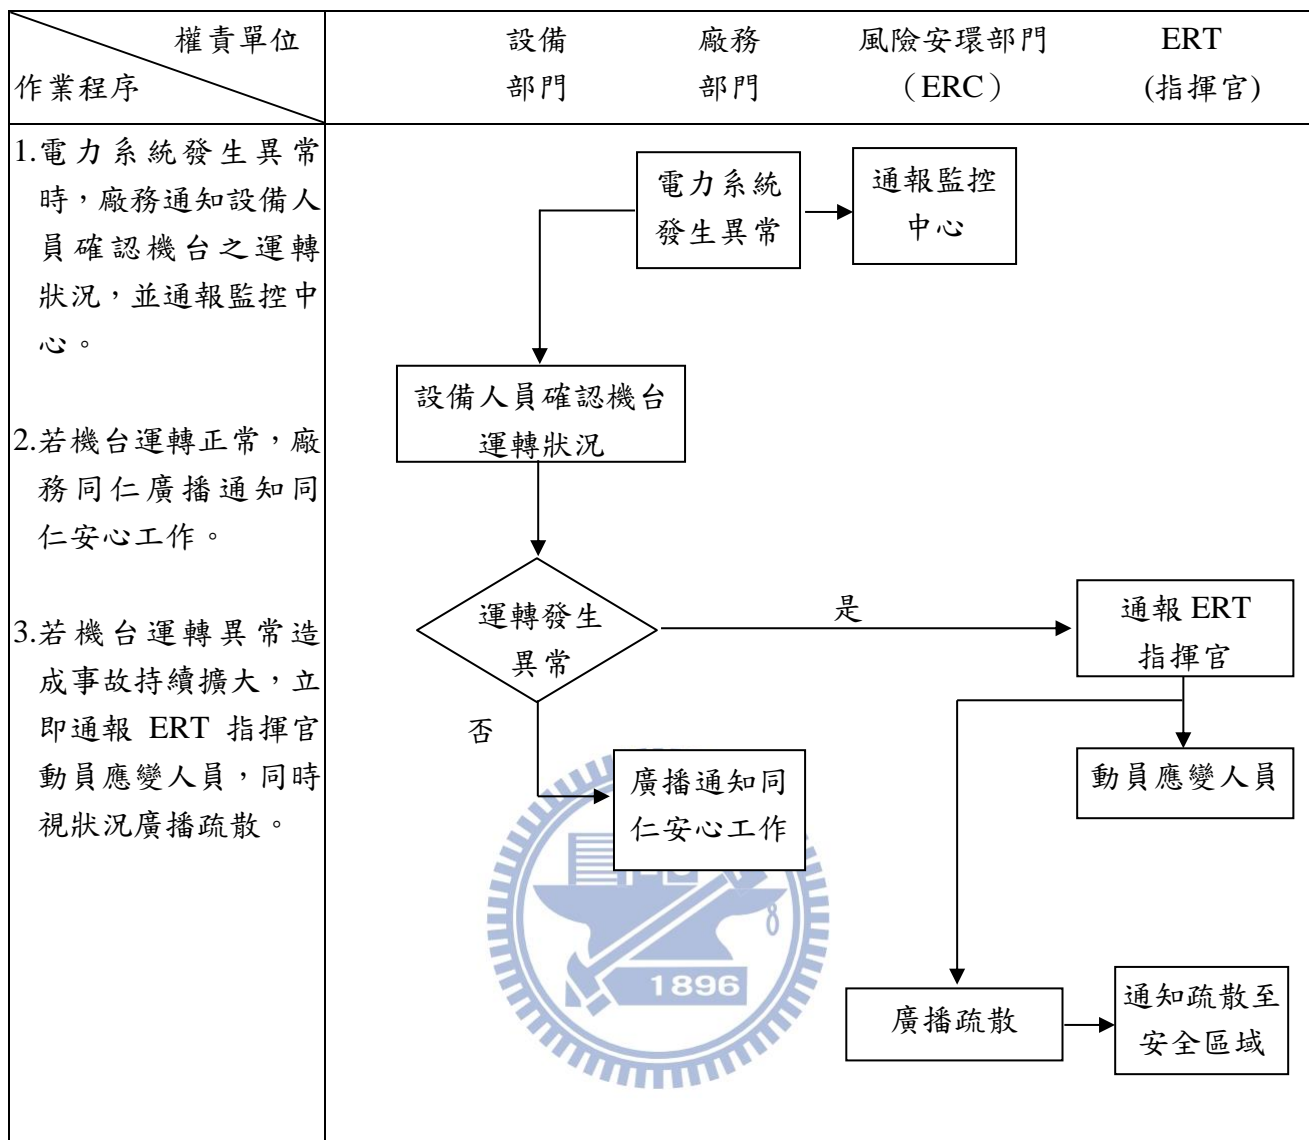 權責單位
作業程序
設備
部門
廠務
部門
風險安環部門
（ERC）
ERT
(指揮官)
1.電力系統發生異常
時，廠務通知設備人
員確認機台之運轉
狀況，並通報監控中
心。
2.若機台運轉正常，廠
務同仁廣播通知同
仁安心工作。
3.若機台運轉異常造
成事故持續擴大，立
即通報 ERT 指揮官
動員應變人員，同時
視狀況廣播疏散。
電力系統
發生異常
通報監控
中心
設備人員確認機台
運轉狀況
運轉發生
異常
是
通報 ERT
指揮官
否
廣播通知同
仁安心工作
動員應變人員
廣播疏散
通知疏散至
安全區域
1896